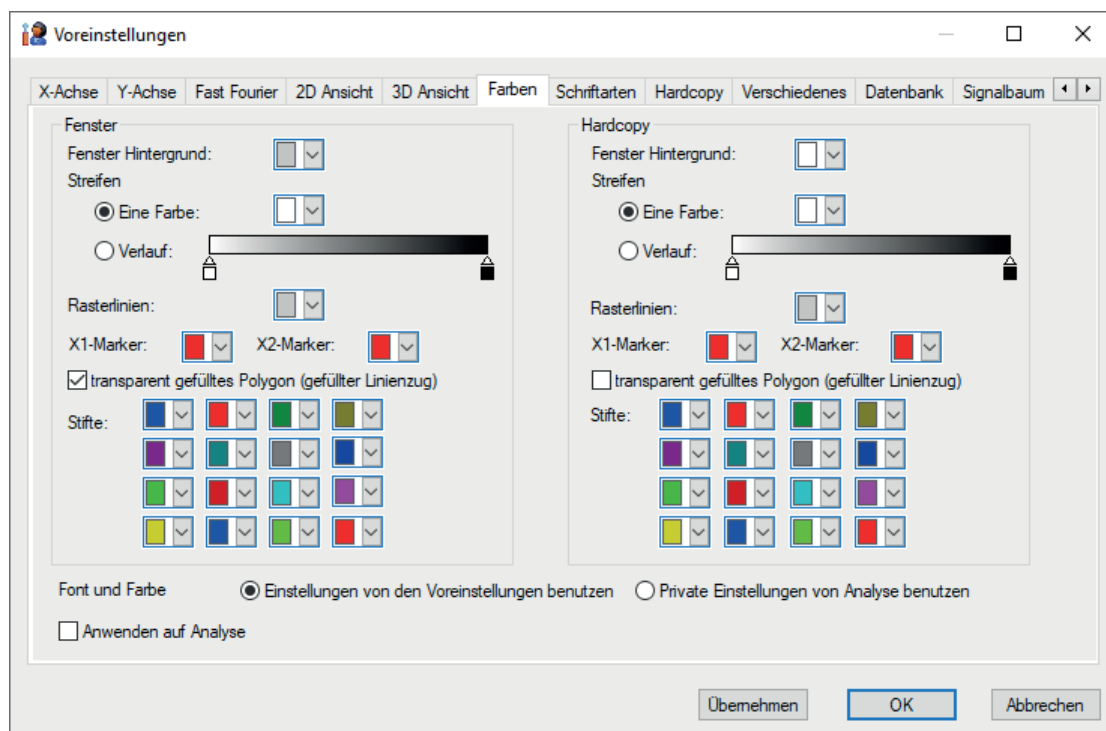 Voreinstellungen
X-Achse Y-Achse Fast Fourier 2D Ansicht 3D Ansicht Farben Schriftarten Hardcopy Verschiedenes Datenbank Signalbaum
Fenster
Fenster Hintergrund:
Streifen
Eine Farbe:
Verlauf:
Rasterlinien:
X1-Marker: X2-Marker:
transparent gefülltes Polygon (gefüllter Linienzug)
Stifte:
Hardcopy
Fenster Hintergrund:
Streifen
Eine Farbe:
Verlauf:
Rasterlinien:
X1-Marker: X2-Marker:
transparent gefülltes Polygon (gefüllter Linienzug)
Stifte:
Font und Farbe Einstellungen von den Voreinstellungen benutzen Private Einstellungen von Analyse benutzen
Anwenden auf Analyse
Übernehmen OK Abbrechen